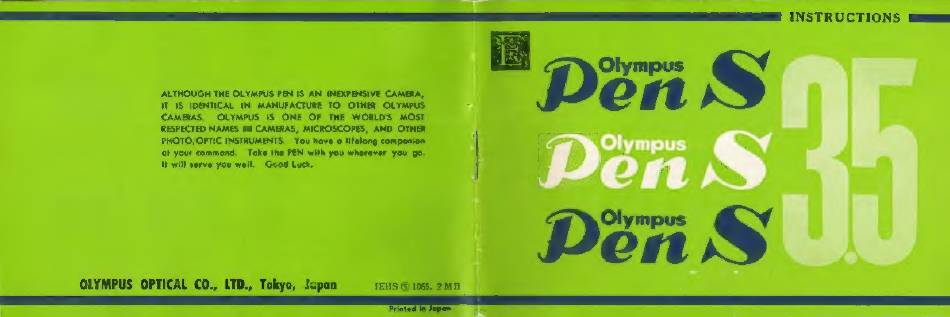 ALTHOUGH THE OLYMPUS PEN IS AN INEXPENSIVE CAMERA,
IT IS IDENTICAL IN MANUFACTURE TO OTHER OLYMPUS
CAMERAS. OLYMPUS IS ONE OF THE WORLD'S MOST
RESPECTED NAMES IN CAMERAS, MICROSCOPES, AND OTHER
PHOTO,OPTIC INSTRUMENTS. You have a lifelong companion
at your command. Take the PEN with you wherever you go.
It will serve you well. Good Luck.
OLYMPUS OPTICAL CO., LTD., Tokyo, Japan
Printed in Japan
INSTRUCTIONS
E
Olympus
Pen S
Olympus
Pen S
Olympus
Pen S
3.5